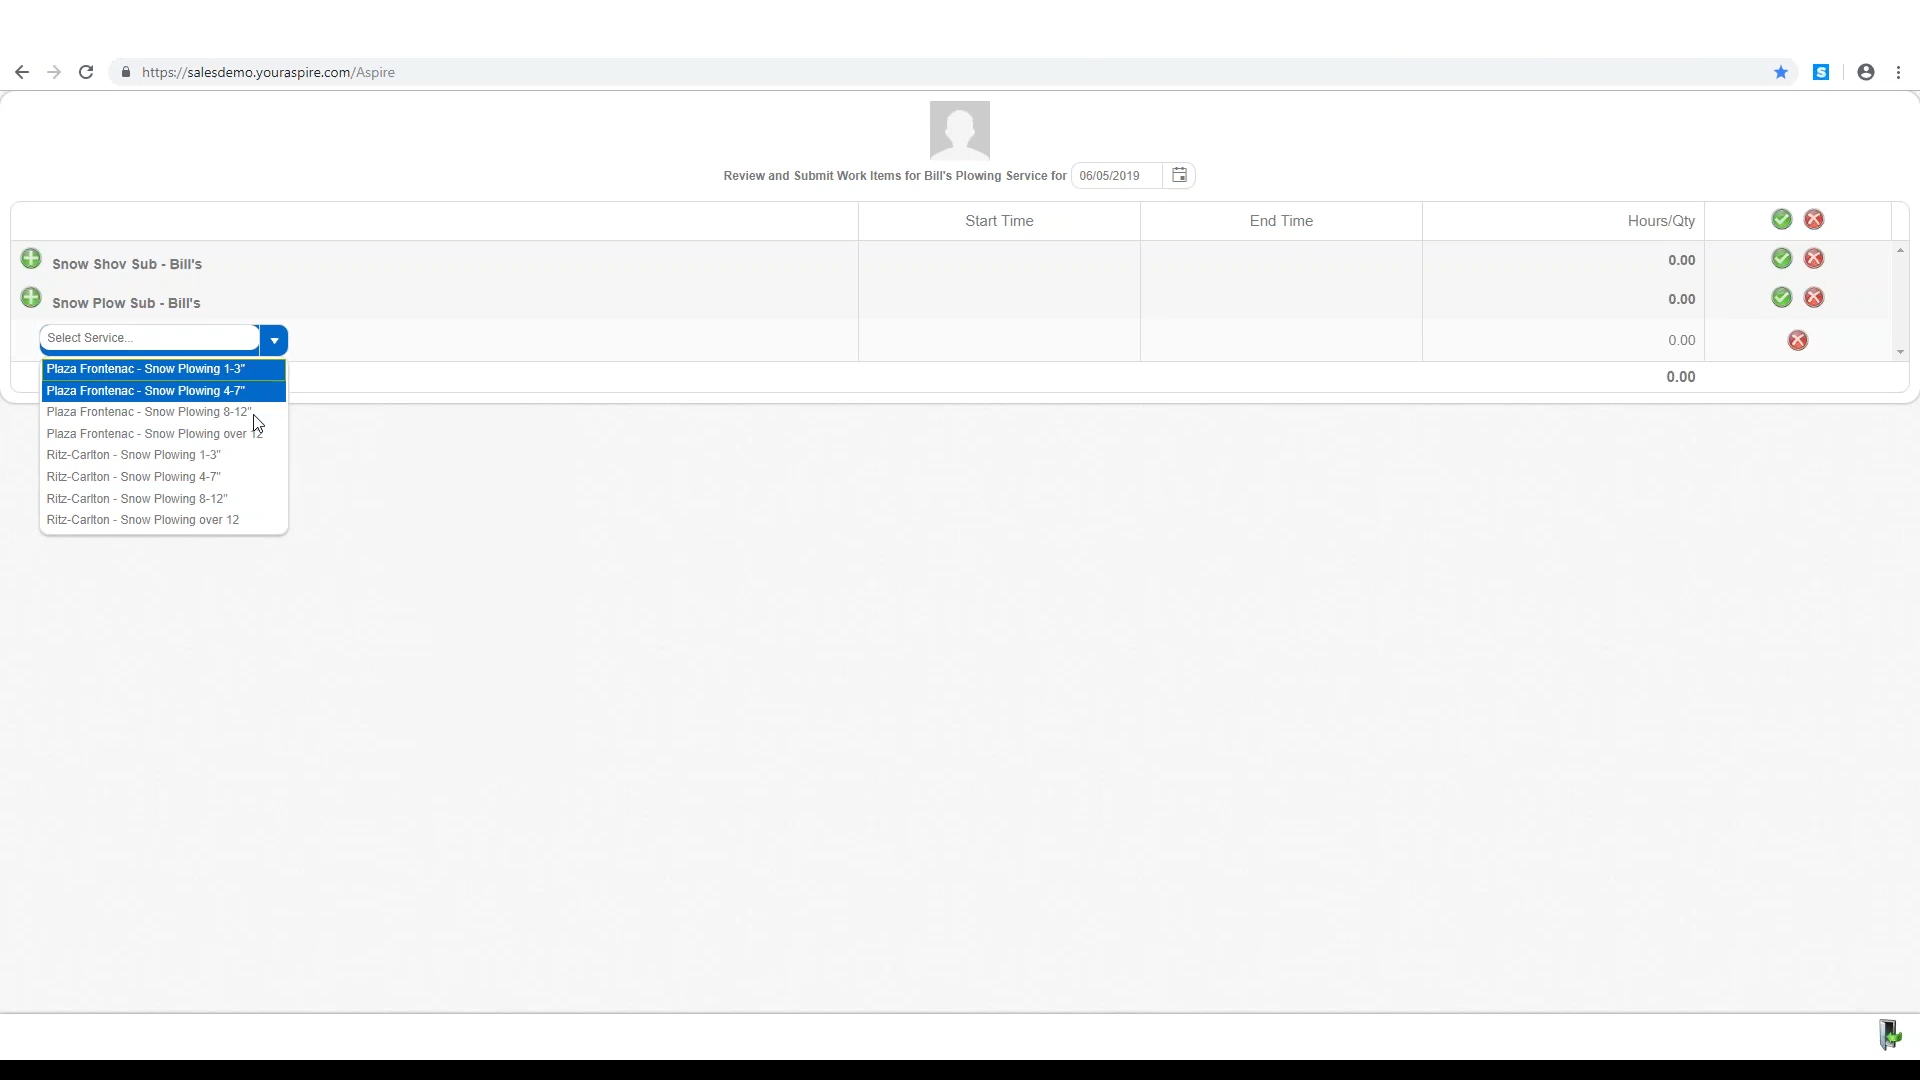 https://salesdemo.youraspire.com/Aspire
S
Review and Submit Work Items for Bill's Plowing Service for 06/05/2019
Start Time End Time Hours/Qty
Snow Shov Sub - Bill's 0.00
Snow Plow Sub - Bill's 0.00
Select Service... 0.00
Plaza Frontenac - Snow Plowing 1-3"
0.00
Plaza Frontenac - Snow Plowing 4-7"
Plaza Frontenac - Snow Plowing 8-12"
Plaza Frontenac - Snow Plowing over 12
Ritz-Carlton - Snow Plowing 1-3"
Ritz-Carlton - Snow Plowing 4-7"
Ritz-Carlton - Snow Plowing 8-12"
Ritz-Carlton - Snow Plowing over 12